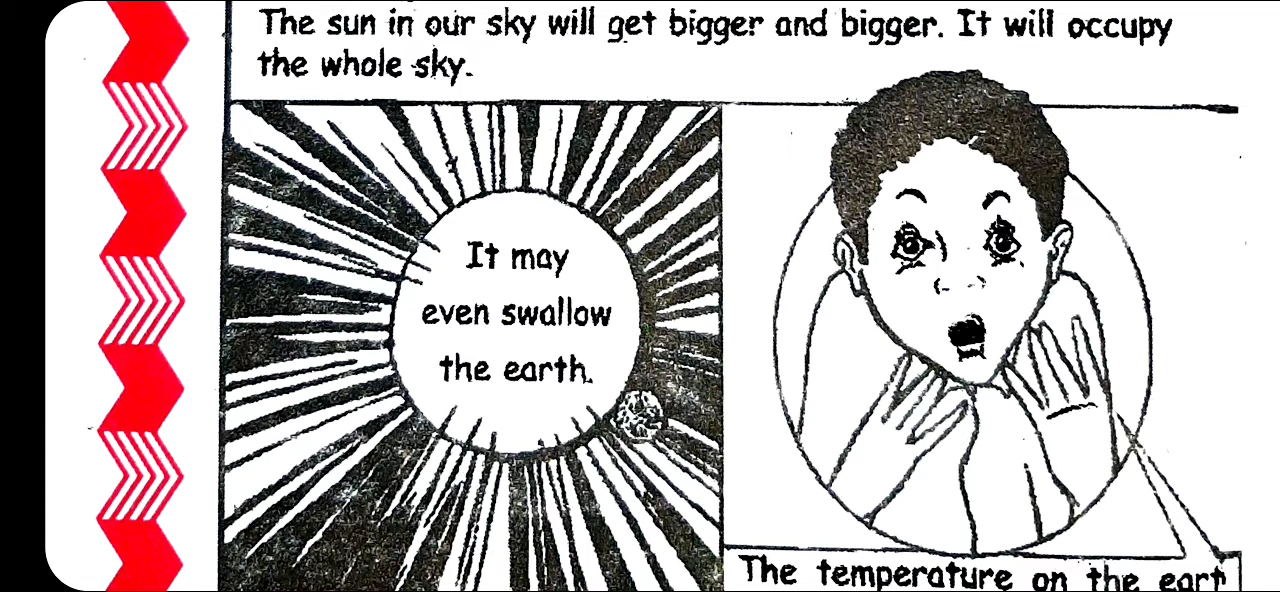 The sun in our sky will get bigger and bigger. It will occupy
the whole sky.
It may
even swallow
the earth.
The temperature on the eart